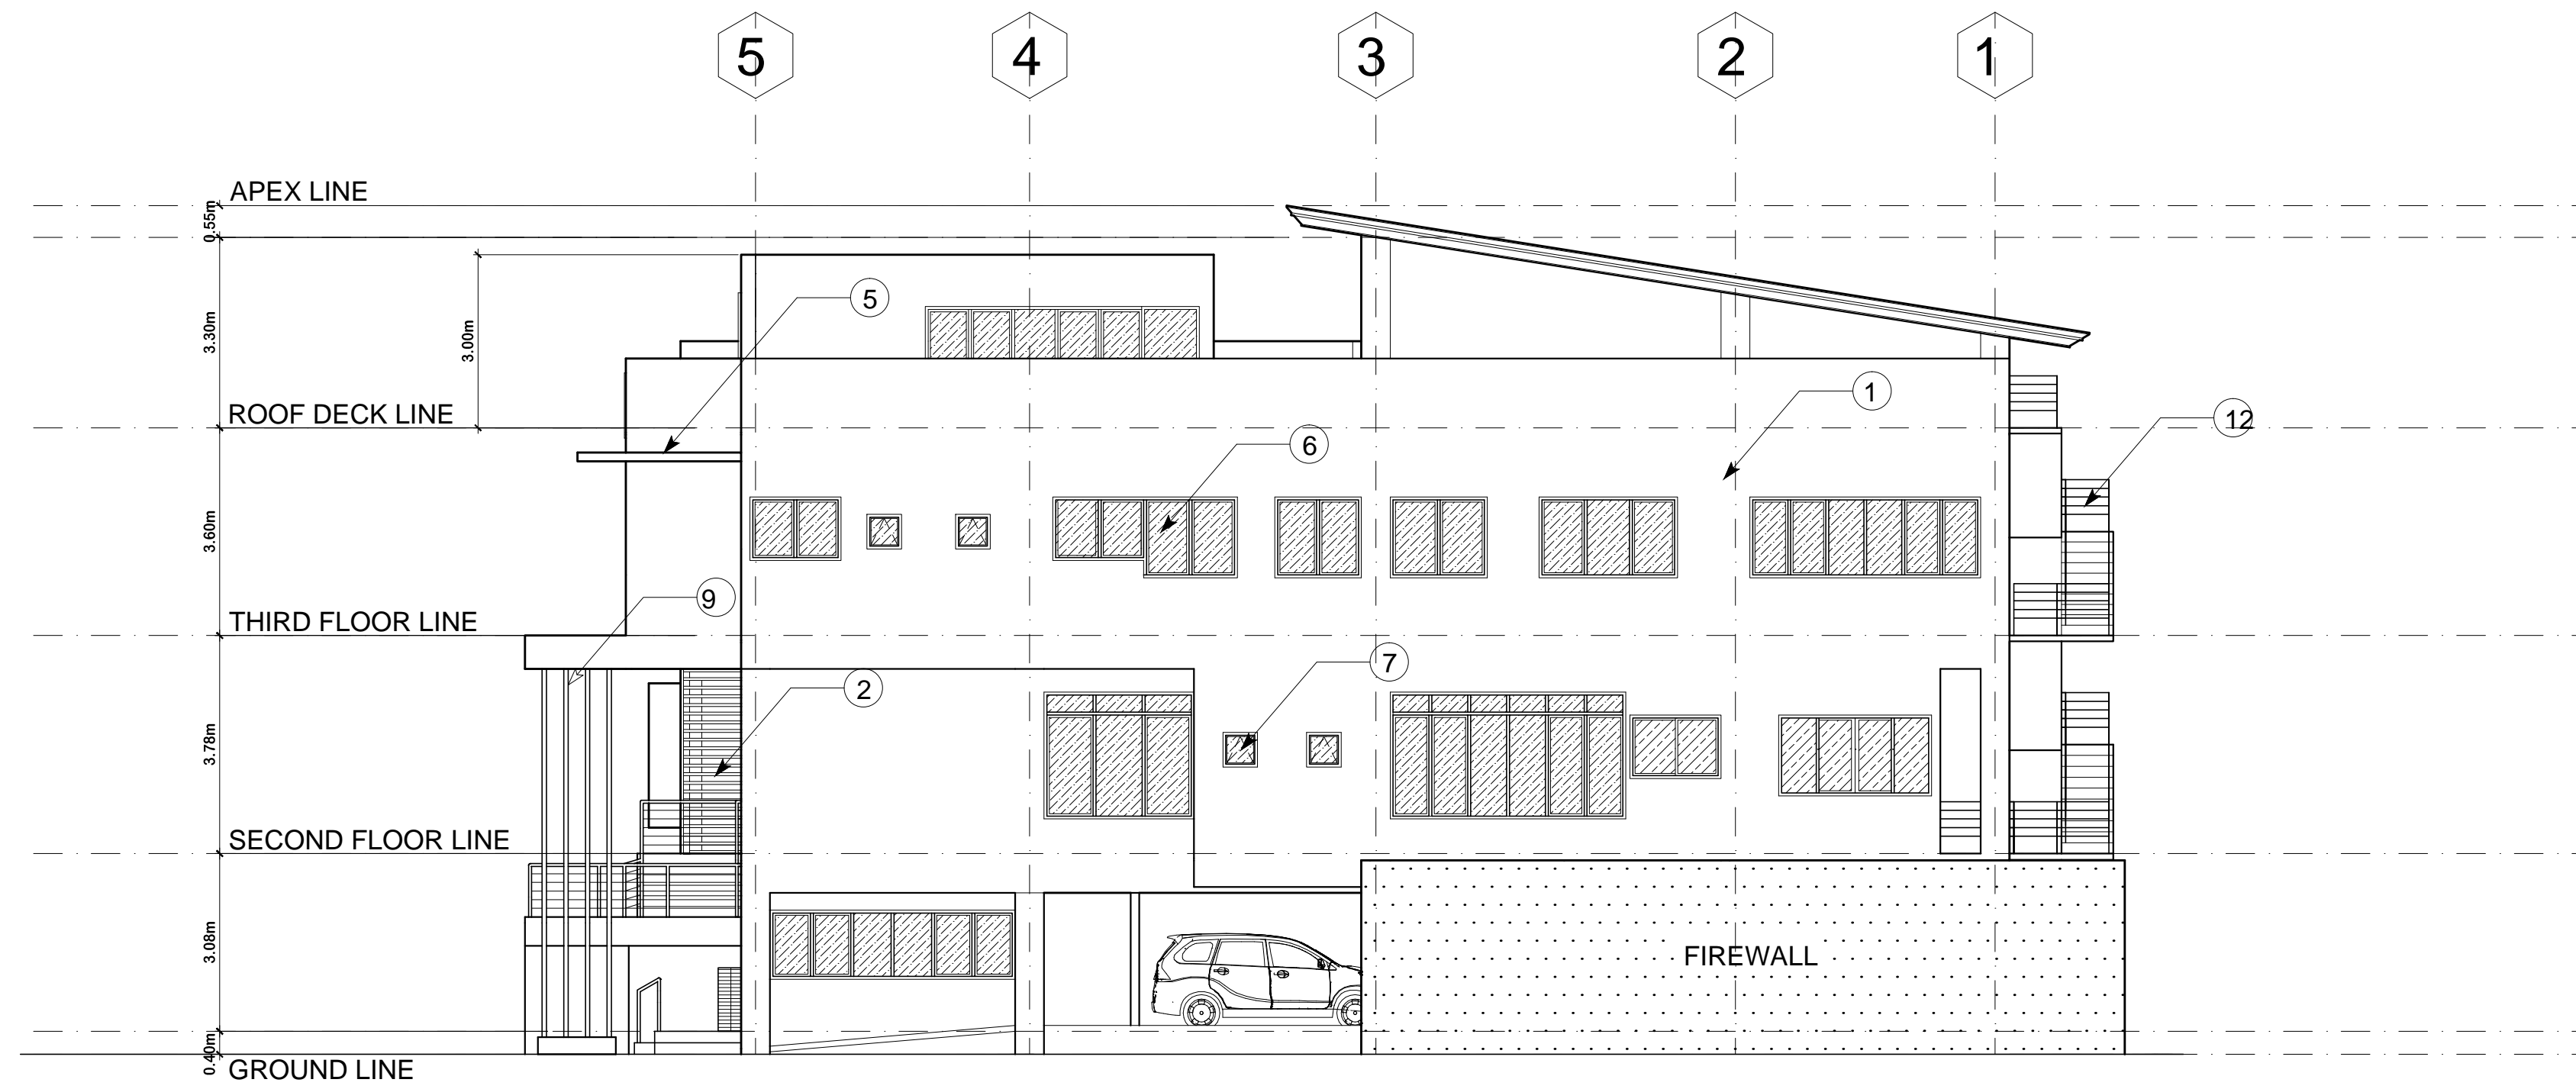 5 4 3 2 1
APEX LINE
0.55m
5
3.30m
3.00m
1
ROOF DECK LINE
12
6
3.60m
9
THIRD FLOOR LINE
7
2
3.78m
SECOND FLOOR LINE
3.08m
FIREWALL
0.40m
GROUND LINE